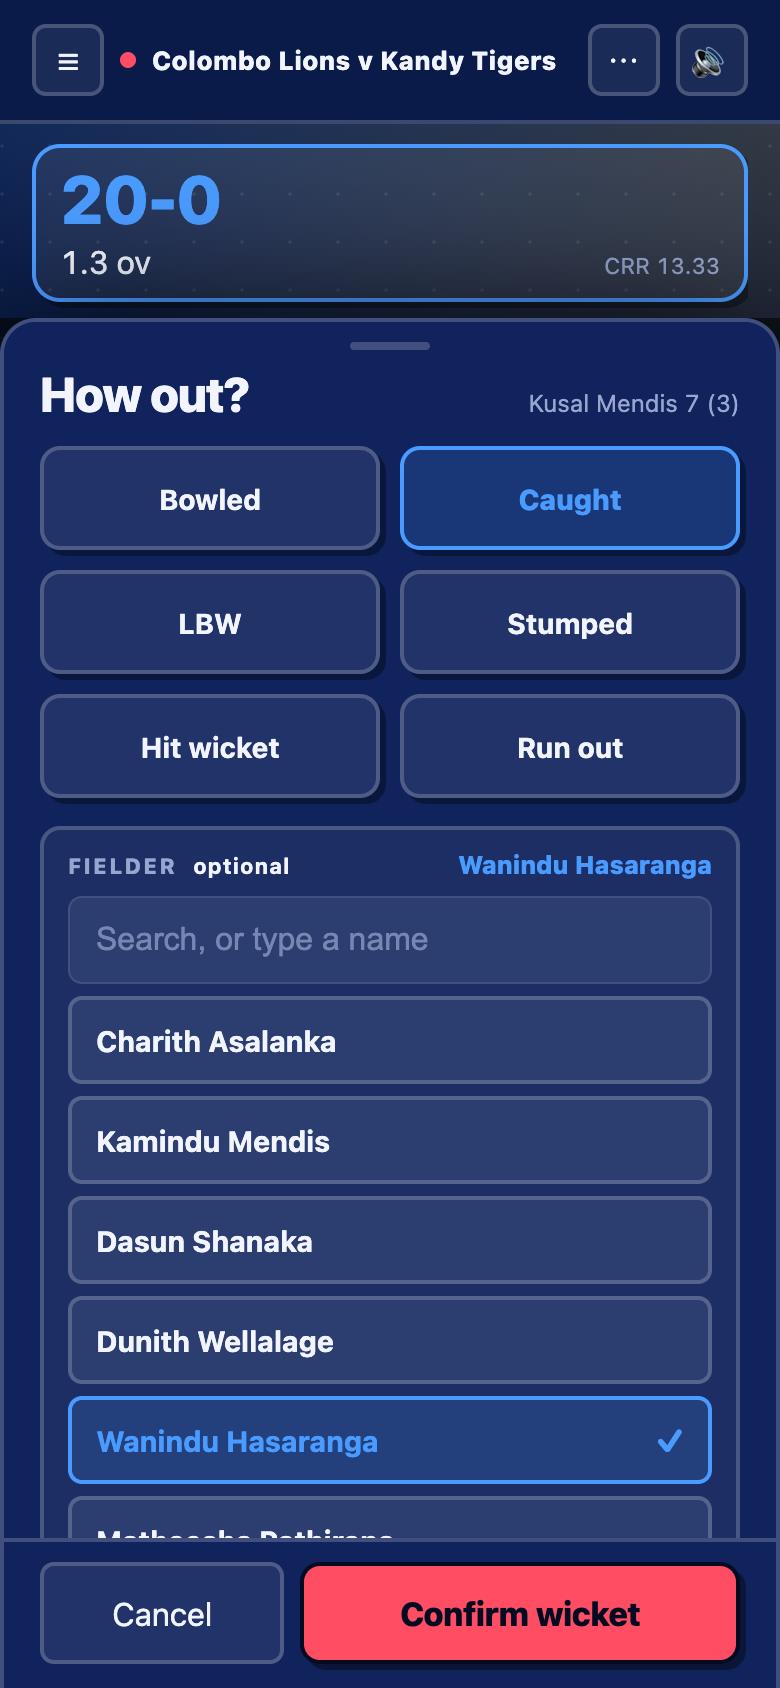 Colombo Lions v Kandy Tigers
20-0
1.3 ov
CRR 13.33
How out?
Kusal Mendis 7 (3)
Bowled
Caught
LBW
Stumped
Hit wicket
Run out
FIELDER optional
Wanindu Hasaranga
Search, or type a name
Charith Asalanka
Kamindu Mendis
Dasun Shanaka
Dunith Wellalage
Wanindu Hasaranga
Cancel
Confirm wicket